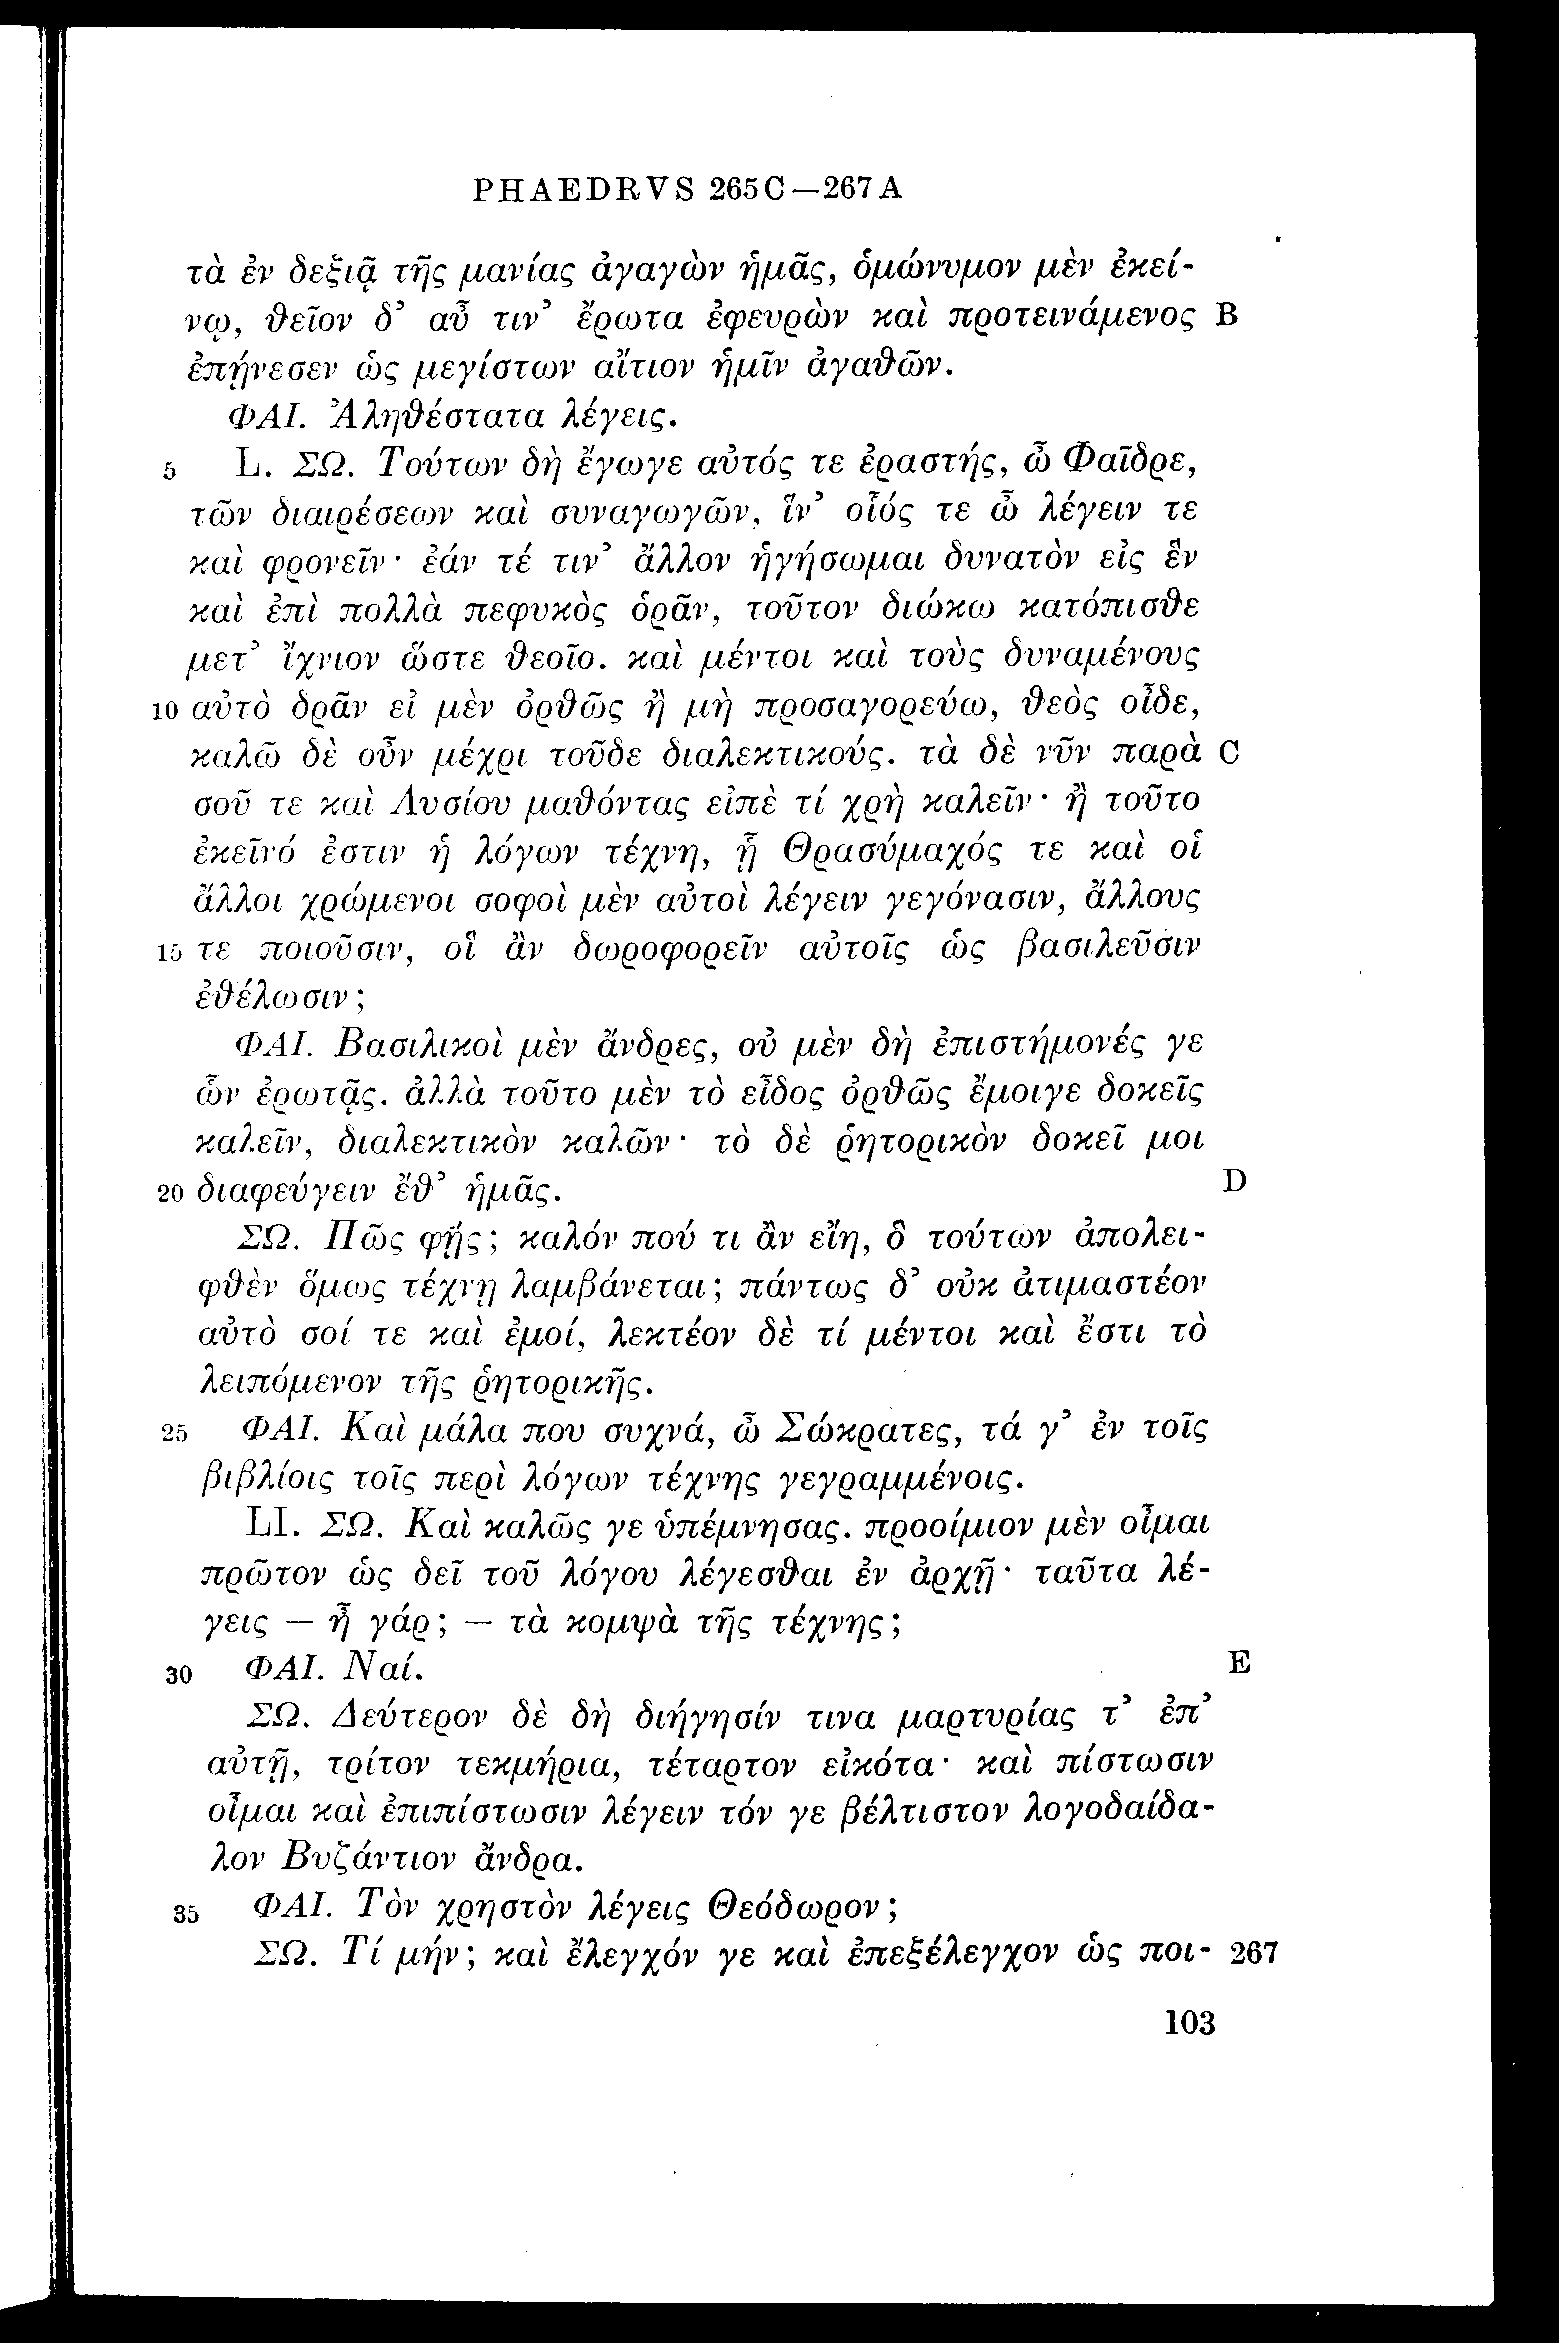 PHAEDRVS 265C—267A
τὰ ἐν δεξιᾷ τῆς μανίας ἀγαγὼν ἡμᾶς, ὁμώνυμον μὲν ἐκεί-
νῳ, θεῖον δ’ αὖ τιν’ ἔρωτα ἐφευρὼν καὶ προτεινάμενος B
ἐπῄνεσεν ὡς μεγίστων αἴτιον ἡμῖν ἀγαθῶν.
ΦΑΙ. Ἀληθέστατα λέγεις.
5 L. ΣΩ. Τούτων δὴ ἔγωγε αὐτός τε ἐραστής, ὦ Φαῖδρε,
τῶν διαιρέσεων καὶ συναγωγῶν, ἵν’ οἷός τε ὦ λέγειν τε
καὶ φρονεῖν· ἐάν τέ τιν’ ἄλλον ἡγήσωμαι δυνατὸν εἰς ἓν
καὶ ἐπὶ πολλὰ πεφυκὸς ὁρᾶν, τοῦτον διώκω κατόπισθε
μετ’ ἴχνιον ὥστε θεοῖο. καὶ μέντοι καὶ τοὺς δυναμένους
10 αὐτὸ δρᾶν εἰ μὲν ὀρθῶς ἢ μὴ προσαγορεύω, θεὸς οἶδε,
καλῶ δὲ οὖν μέχρι τοῦδε διαλεκτικούς. τὰ δὲ νῦν παρὰ C
σοῦ τε καὶ Λυσίου μαθόντας εἰπὲ τί χρὴ καλεῖν· ἢ τοῦτο
ἐκεῖνό ἐστιν ἡ λόγων τέχνη, ᾗ Θρασύμαχός τε καὶ οἱ
ἄλλοι χρώμενοι σοφοὶ μὲν αὐτοὶ λέγειν γεγόνασιν, ἄλλους
15 τε ποιοῦσιν, οἳ ἂν δωροφορεῖν αὐτοῖς ὡς βασιλεῦσιν
ἐθέλωσιν;
ΦΑΙ. Βασιλικοὶ μὲν ἄνδρες, οὐ μὲν δὴ ἐπιστήμονές γε
ὧν ἐρωτᾷς. ἀλλὰ τοῦτο μὲν τὸ εἶδος ὀρθῶς ἔμοιγε δοκεῖς
καλεῖν, διαλεκτικὸν καλῶν· τὸ δὲ ῥητορικὸν δοκεῖ μοι
20 διαφεύγειν ἔθ’ ἡμᾶς. D
ΣΩ. Πῶς φῄς; καλόν πού τι ἂν εἴη, ὃ τούτων ἀπολει-
φθὲν ὅμως τέχνῃ λαμβάνεται; πάντως δ’ οὐκ ἀτιμαστέον
αὐτὸ σοί τε καὶ ἐμοί, λεκτέον δὲ τί μέντοι καὶ ἔστι τὸ
λειπόμενον τῆς ῥητορικῆς.
25 ΦΑΙ. Καὶ μάλα που συχνά, ὦ Σώκρατες, τά γ’ ἐν τοῖς
βιβλίοις τοῖς περὶ λόγων τέχνης γεγραμμένοις.
LI. ΣΩ. Καὶ καλῶς γε ὑπέμνησας. προοίμιον μὲν οἶμαι
πρῶτον ὡς δεῖ τοῦ λόγου λέγεσθαι ἐν ἀρχῇ· ταῦτα λέ-
γεις — ἦ γάρ; — τὰ κομψὰ τῆς τέχνης;
30 ΦΑΙ. Ναί. E
ΣΩ. Δεύτερον δὲ δὴ διήγησίν τινα μαρτυρίας τ’ ἐπ’
αὐτῇ, τρίτον τεκμήρια, τέταρτον εἰκότα· καὶ πίστωσιν
οἶμαι καὶ ἐπιπίστωσιν λέγειν τόν γε βέλτιστον λογοδαίδα-
λον Βυζάντιον ἄνδρα.
35 ΦΑΙ. Τὸν χρηστὸν λέγεις Θεόδωρον;
ΣΩ. Τί μήν; καὶ ἔλεγχόν γε καὶ ἐπεξέλεγχον ὡς ποι- 267
103